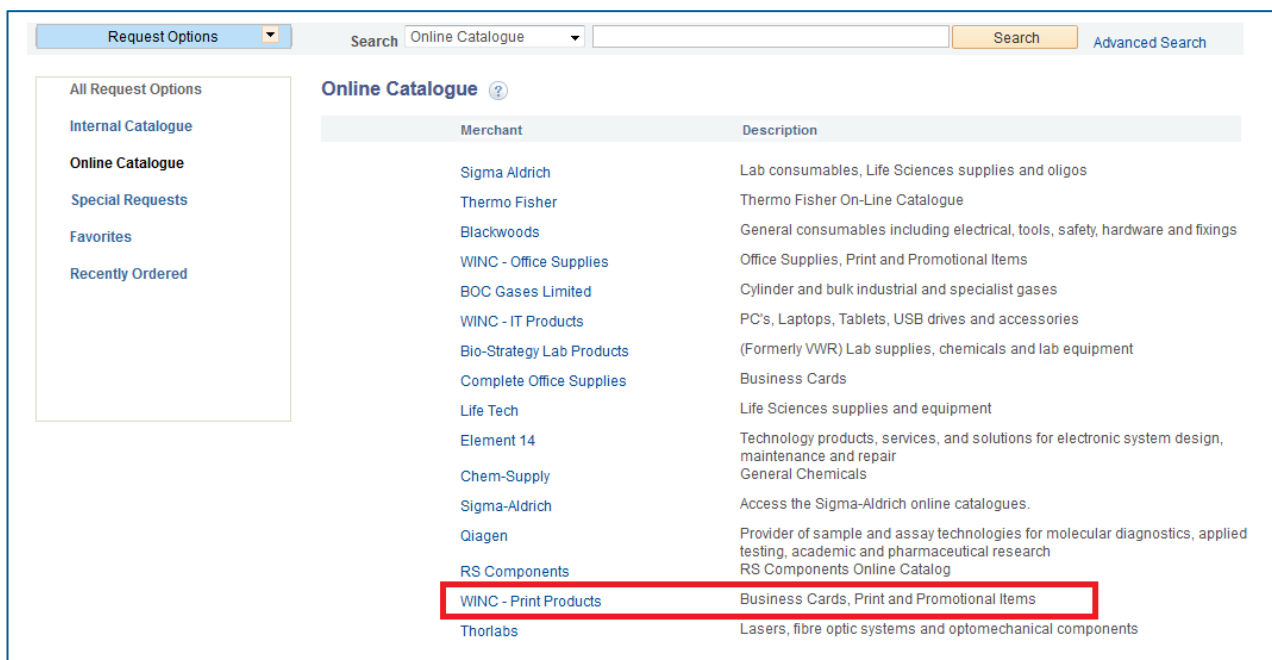 Request Options
Search Online Catalogue Search Advanced Search
All Request Options
Internal Catalogue
Online Catalogue
Special Requests
Favorites
Recently Ordered
Online Catalogue ?
Merchant Description
Sigma Aldrich Lab consumables, Life Sciences supplies and oligos
Thermo Fisher Thermo Fisher On-Line Catalogue
Blackwoods General consumables including electrical, tools, safety, hardware and fixings
WINC - Office Supplies Office Supplies, Print and Promotional Items
BOC Gases Limited Cylinder and bulk industrial and specialist gases
WINC - IT Products PC's, Laptops, Tablets, USB drives and accessories
Bio-Strategy Lab Products (Formerly VWR) Lab supplies, chemicals and lab equipment
Complete Office Supplies Business Cards
Life Tech Life Sciences supplies and equipment
Element 14 Technology products, services, and solutions for electronic system design,
maintenance and repair
Chem-Supply General Chemicals
Sigma-Aldrich Access the Sigma-Aldrich online catalogues.
Qiagen Provider of sample and assay technologies for molecular diagnostics, applied
testing, academic and pharmaceutical research
RS Components RS Components Online Catalog
WINC - Print Products Business Cards, Print and Promotional Items
Thorlabs Lasers, fibre optic systems and optomechanical components